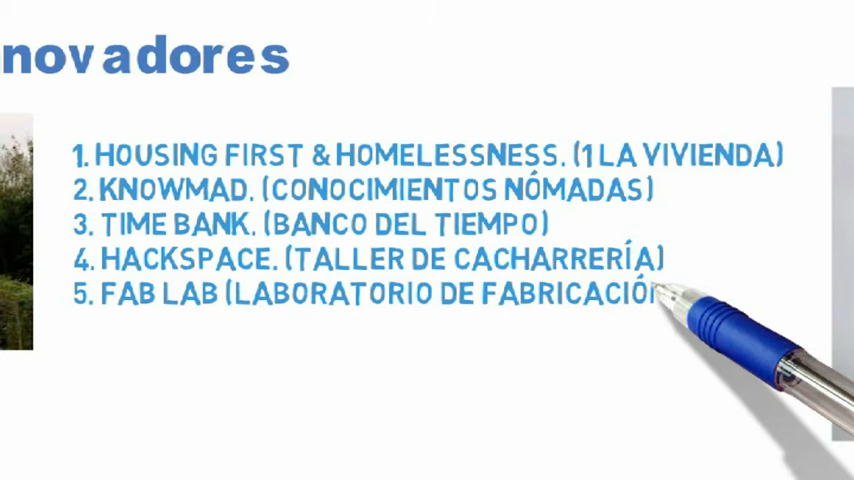 novadores
1. HOUSING FIRST & HOMELESSNESS. (1 LA VIVIENDA)
2. KNOWMAD. (CONOCIMIENTOS NÓMADAS)
3. TIME BANK. (BANCO DEL TIEMPO)
4. HACKSPACE. (TALLER DE CACHARRERÍA)
5. FAB LAB (LABORATORIO DE FABRICACIÓN